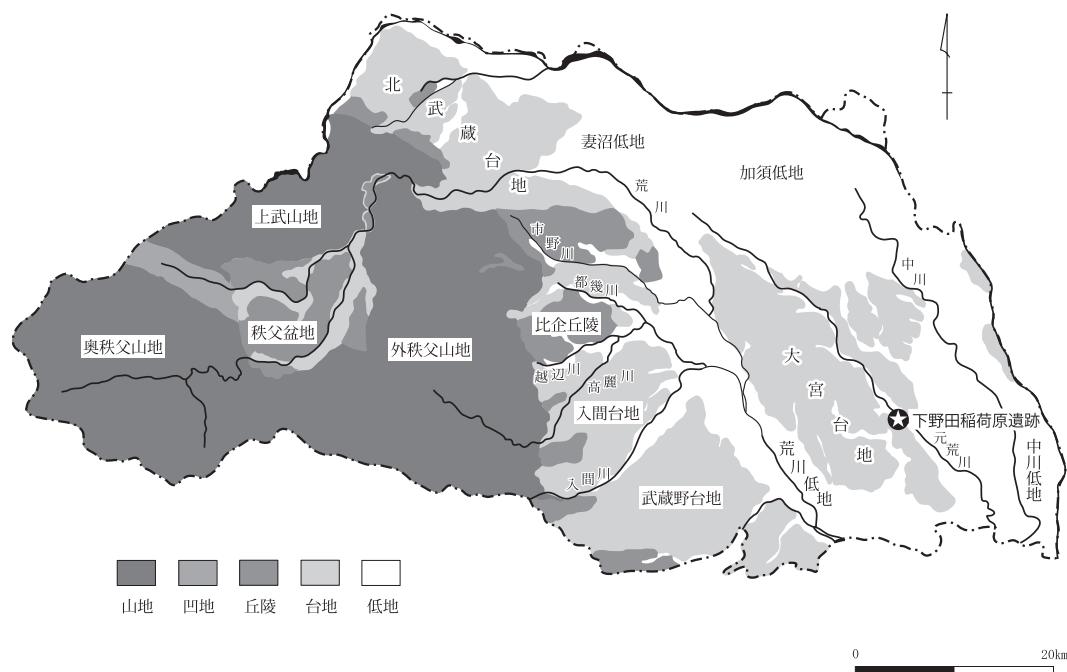 北武蔵台地
妻沼低地
加須低地
荒川
上武山地
市野川
中川
都幾川
比企丘陵
秩父盆地
奥秩父山地
外秩父山地
大宮台地
越辺川
高麗川
入間台地
下野田稲荷原遺跡
元荒川
中川低地
荒川低地
入間川
武蔵野台地
山地
凹地
丘陵
台地
低地
0
20km